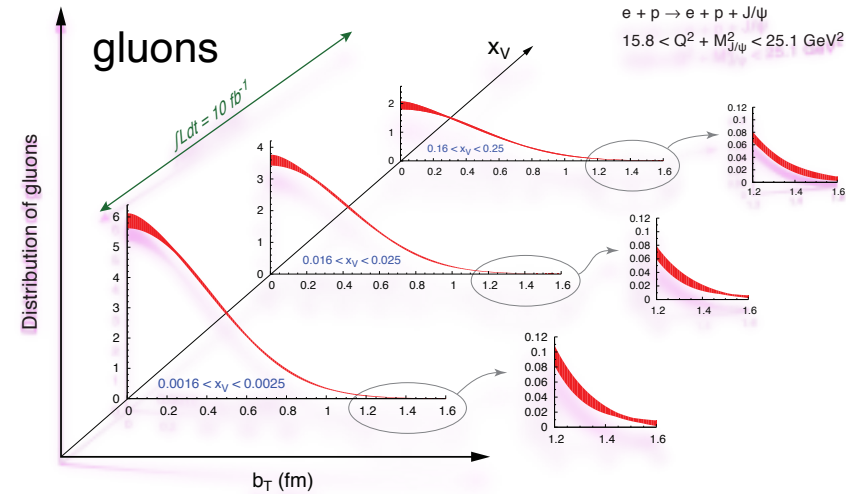 gluons
e + p → e + p + J/ψ
15.8 < Q² + M²_J/ψ < 25.1 GeV²
x_V
∫Ldt = 10 fb⁻¹
Distribution of gluons
b_T (fm)
2
1
0
0.16 < x_V < 0.25
0 0.2 0.4 0.6 0.8 1 1.2 1.4 1.6
0.12
0.1
0.08
0.06
0.04
0.02
0
1.2 1.4 1.6
4
3
2
1
0
0.016 < x_V < 0.025
0 0.2 0.4 0.6 0.8 1 1.2 1.4 1.6
0.12
0.1
0.08
0.06
0.04
0.02
0
1.2 1.4 1.6
6
5
4
3
2
1
0
0.0016 < x_V < 0.0025
0 0.2 0.4 0.6 0.8 1 1.2 1.4 1.6
0.12
0.1
0.08
0.06
0.04
0.02
0
1.2 1.4 1.6